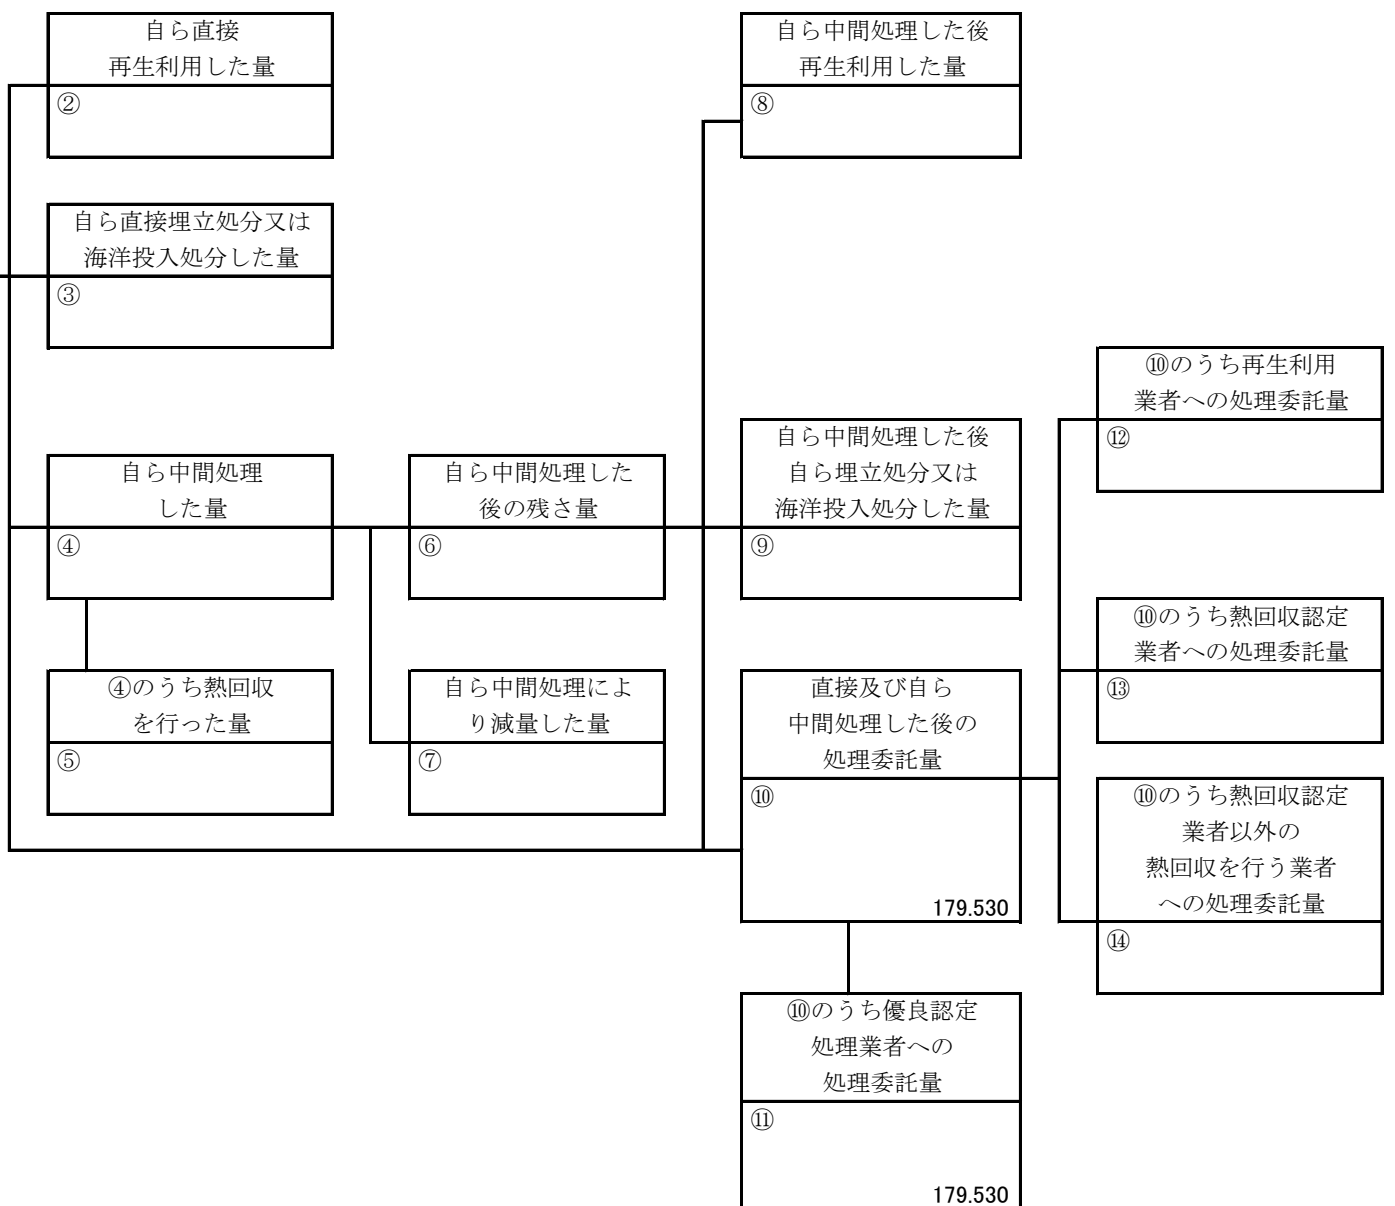 自ら直接
再生利用した量
②
自ら中間処理した後
再生利用した量
⑧
自ら直接埋立処分又は
海洋投入処分した量
③
⑩のうち再生利用
業者への処理委託量
⑫
自ら中間処理
した量
④
自ら中間処理した
後の残さ量
⑥
自ら中間処理した後
自ら埋立処分又は
海洋投入処分した量
⑨
⑩のうち熱回収認定
業者への処理委託量
⑬
④のうち熱回収
を行った量
⑤
自ら中間処理によ
り減量した量
⑦
直接及び自ら
中間処理した後の
処理委託量
⑩
179.530
⑩のうち熱回収認定
業者以外の
熱回収を行う業者
への処理委託量
⑭
⑩のうち優良認定
処理業者への
処理委託量
⑪
179.530